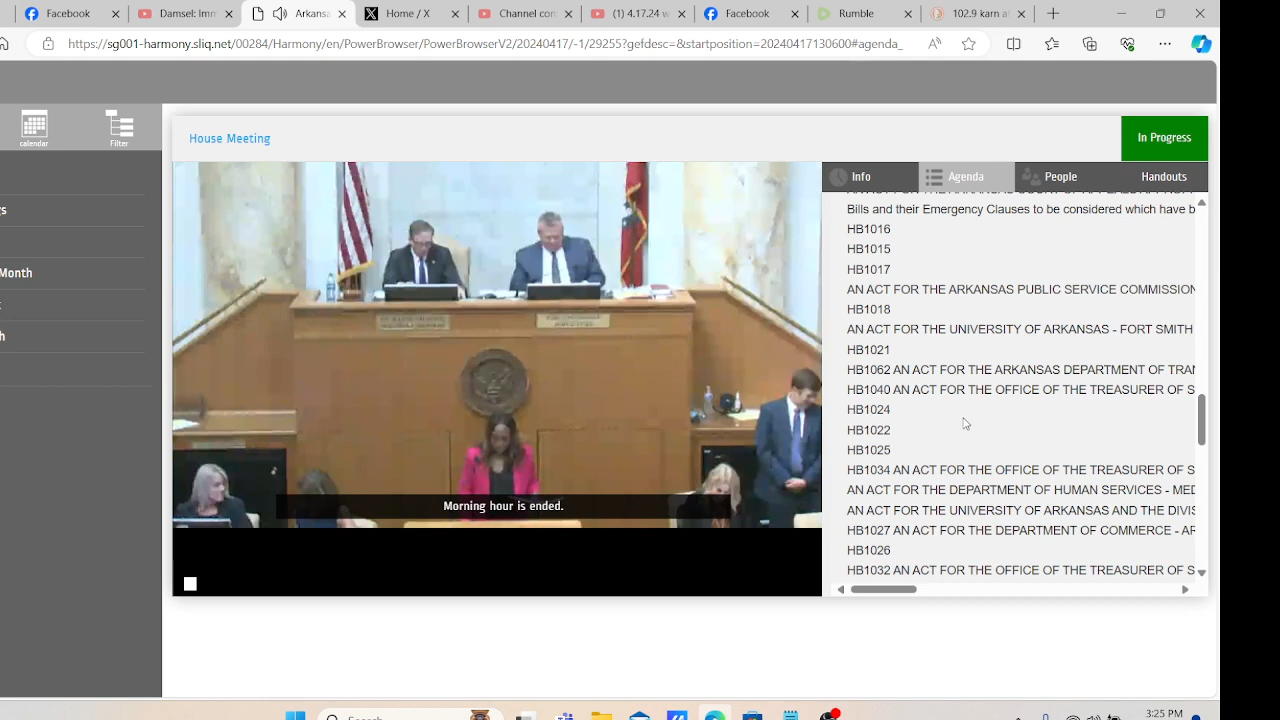 Facebook
Damsel: Imm
Arkansa
Home / X
Channel con
(1) 4.17.24 w
Facebook
Rumble
102.9 karn a
https://sg001-harmony.sliq.net/00284/Harmony/en/PowerBrowser/PowerBrowserV2/20240417/-1/29255?gefdesc=&startposition=20240417130600#agenda_
calendar
Filter
House Meeting
In Progress
Info
Agenda
People
Handouts
gs
Month
h
Bills and their Emergency Clauses to be considered which have b
HB1016
HB1015
HB1017
AN ACT FOR THE ARKANSAS PUBLIC SERVICE COMMISSION
HB1018
AN ACT FOR THE UNIVERSITY OF ARKANSAS - FORT SMITH
HB1021
HB1062 AN ACT FOR THE ARKANSAS DEPARTMENT OF TRAN
HB1040 AN ACT FOR THE OFFICE OF THE TREASURER OF S
HB1024
HB1022
HB1025
HB1034 AN ACT FOR THE OFFICE OF THE TREASURER OF S
AN ACT FOR THE DEPARTMENT OF HUMAN SERVICES - MED
AN ACT FOR THE UNIVERSITY OF ARKANSAS AND THE DIVIS
HB1027 AN ACT FOR THE DEPARTMENT OF COMMERCE - AR
HB1026
HB1032 AN ACT FOR THE OFFICE OF THE TREASURER OF S
Morning hour is ended.
Search
3:25 PM